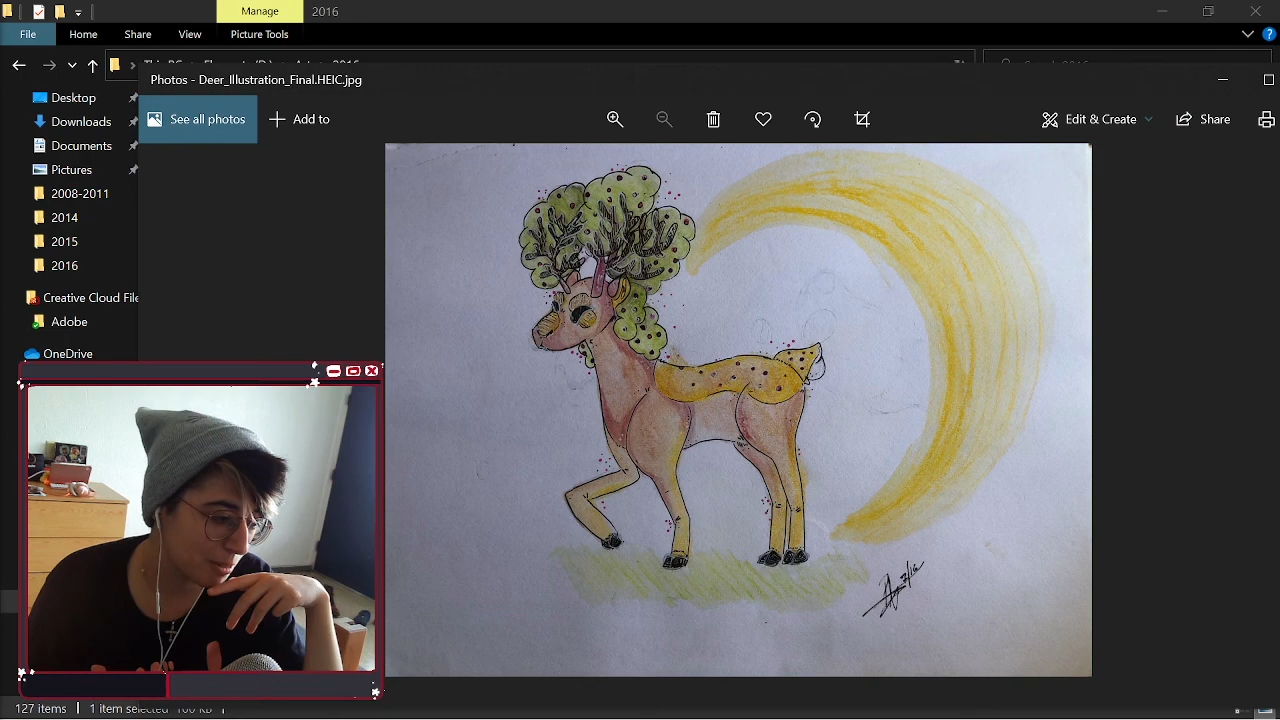 Manage 2016
File Home Share View Picture Tools
Photos - Deer_Illustration_Final.HEIC.jpg
See all photos Add to Edit & Create Share
Desktop
Downloads
Documents
Pictures
2008-2011
2014
2015
2016
Creative Cloud File
Adobe
OneDrive
127 items 1 item selected